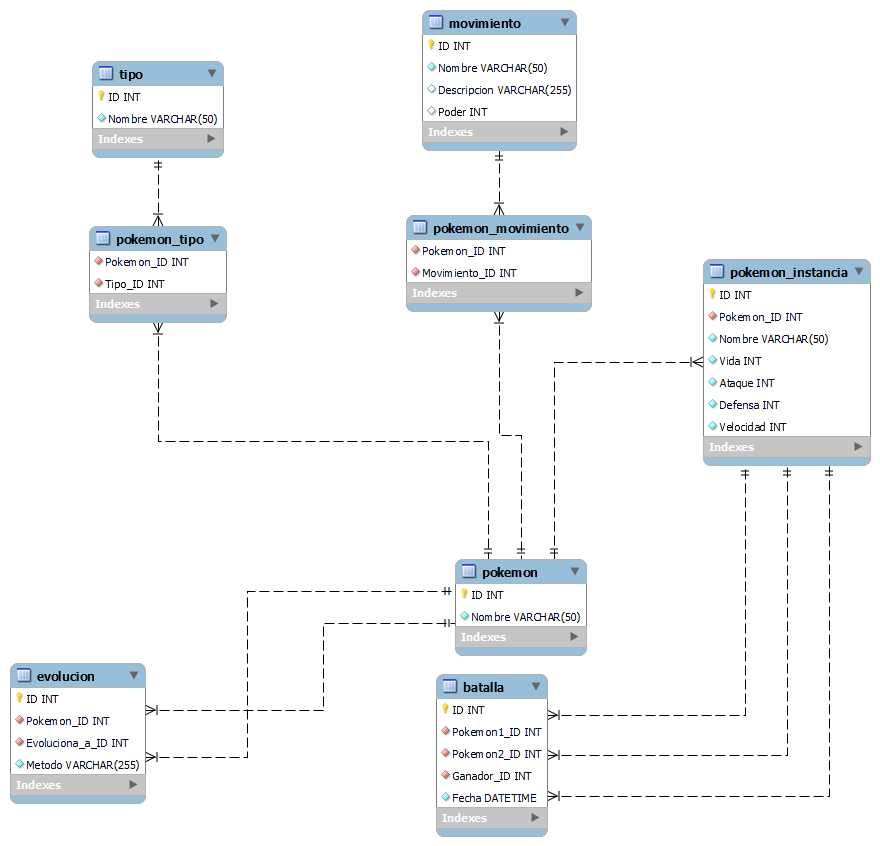 movimiento
ID INT
Nombre VARCHAR(50)
Descripcion VARCHAR(255)
Poder INT
Indexes
tipo
ID INT
Nombre VARCHAR(50)
Indexes
pokemon_tipo
Pokemon_ID INT
Tipo_ID INT
Indexes
pokemon_movimiento
Pokemon_ID INT
Movimiento_ID INT
Indexes
pokemon_instancia
ID INT
Pokemon_ID INT
Nombre VARCHAR(50)
Vida INT
Ataque INT
Defensa INT
Velocidad INT
Indexes
pokemon
ID INT
Nombre VARCHAR(50)
Indexes
evolucion
ID INT
Pokemon_ID INT
Evoluciona_a_ID INT
Metodo VARCHAR(255)
Indexes
batalla
ID INT
Pokemon1_ID INT
Pokemon2_ID INT
Ganador_ID INT
Fecha DATETIME
Indexes